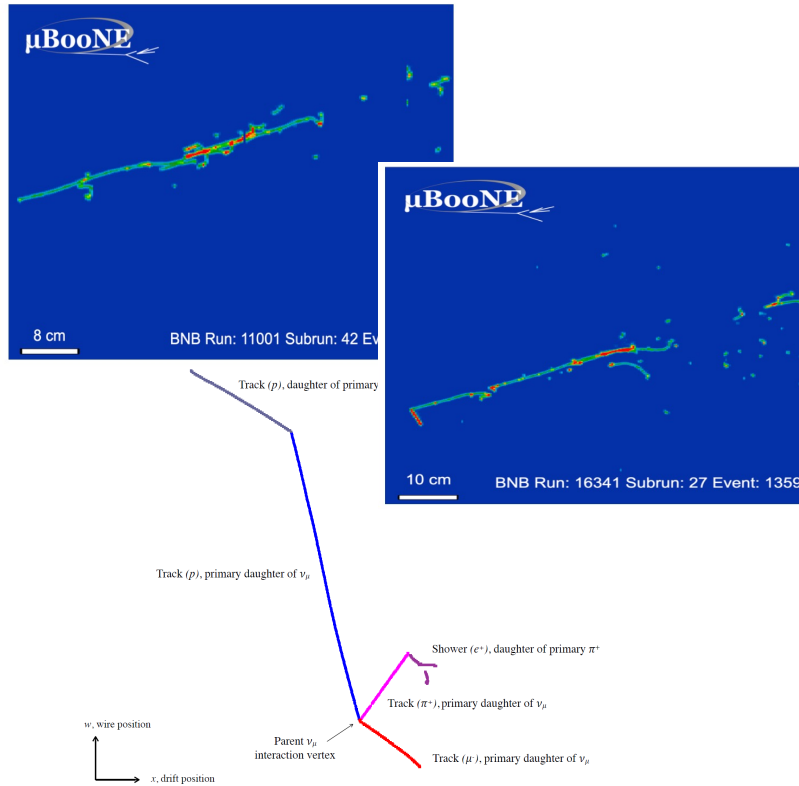 µBooNE
8 cm
BNB Run: 11001 Subrun: 42 Ev
µBooNE
10 cm
BNB Run: 16341 Subrun: 27 Event: 1359
Track (p), daughter of primary
Track (p), primary daughter of νμ
Shower (e⁺), daughter of primary π⁺
Track (π⁺), primary daughter of νμ
Parent νμ
interaction vertex
Track (μ⁻), primary daughter of νμ
w, wire position
x, drift position